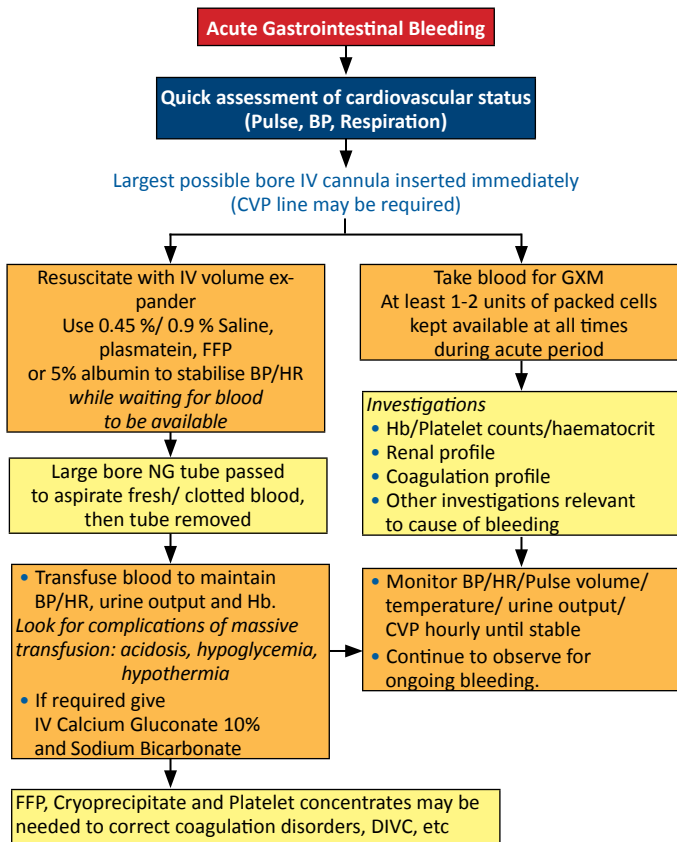 Acute Gastrointestinal Bleeding
Quick assessment of cardiovascular status
(Pulse, BP, Respiration)
Largest possible bore IV cannula inserted immediately
(CVP line may be required)
Resuscitate with IV volume ex-
pander
Use 0.45 %/ 0.9 % Saline,
plasmatein, FFP
or 5% albumin to stabilise BP/HR
while waiting for blood
to be available
Large bore NG tube passed
to aspirate fresh/ clotted blood,
then tube removed
• Transfuse blood to maintain
BP/HR, urine output and Hb.
Look for complications of massive
transfusion: acidosis, hypoglycemia,
hypothermia
• If required give
IV Calcium Gluconate 10%
and Sodium Bicarbonate
FFP, Cryoprecipitate and Platelet concentrates may be
needed to correct coagulation disorders, DIVC, etc
Take blood for GXM
At least 1-2 units of packed cells
kept available at all times
during acute period
Investigations
• Hb/Platelet counts/haematocrit
• Renal profile
• Coagulation profile
• Other investigations relevant
to cause of bleeding
• Monitor BP/HR/Pulse volume/
temperature/ urine output/
CVP hourly until stable
• Continue to observe for
ongoing bleeding.